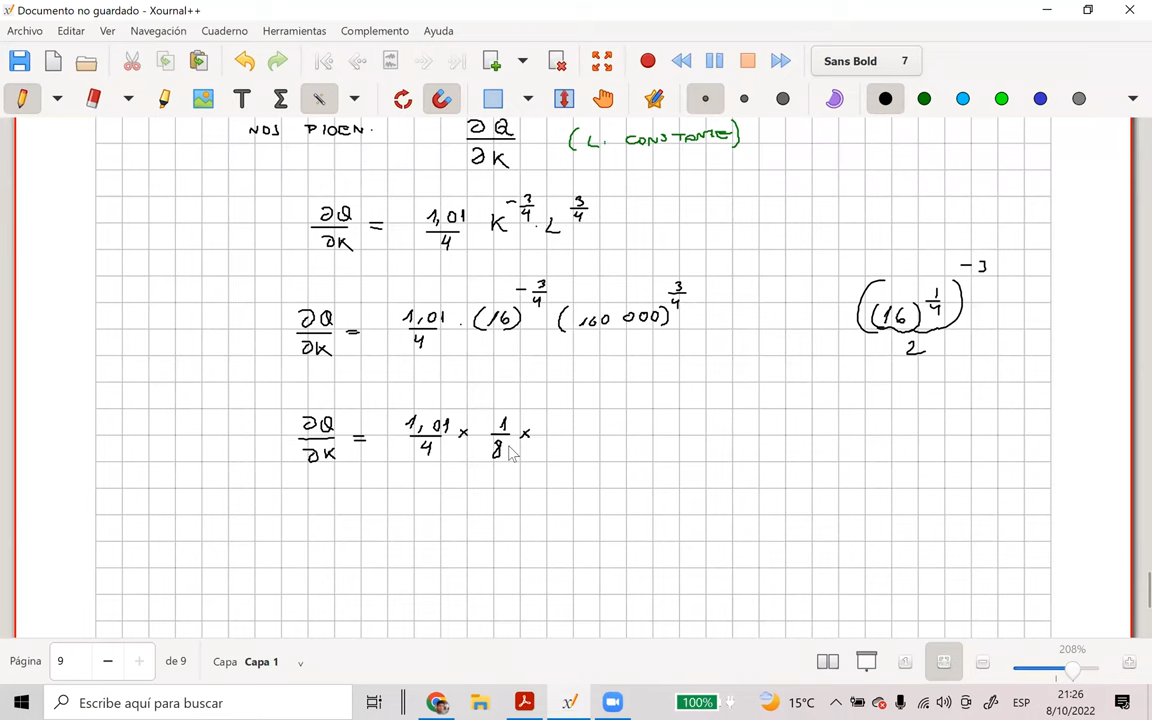 Documento no guardado - Xournal++
Archivo Editar Ver Navegación Cuaderno Herramientas Complemento Ayuda
Sans Bold 7
NOS PIDEN. ∂Q/∂K (L. CONSTANTE)
∂Q/∂K = 1,01/4 K^(-3/4) · L^(3/4)
∂Q/∂K = 1,01/4 · (16)^(-3/4) (160 000)^(3/4) ((16)^(1/4))^(-3)
2
∂Q/∂K = 1,01/4 × 1/8 ×
Página 9 de 9 Capa Capa 1 208%
Escribe aquí para buscar 100% 15°C ESP 21:26
8/10/2022